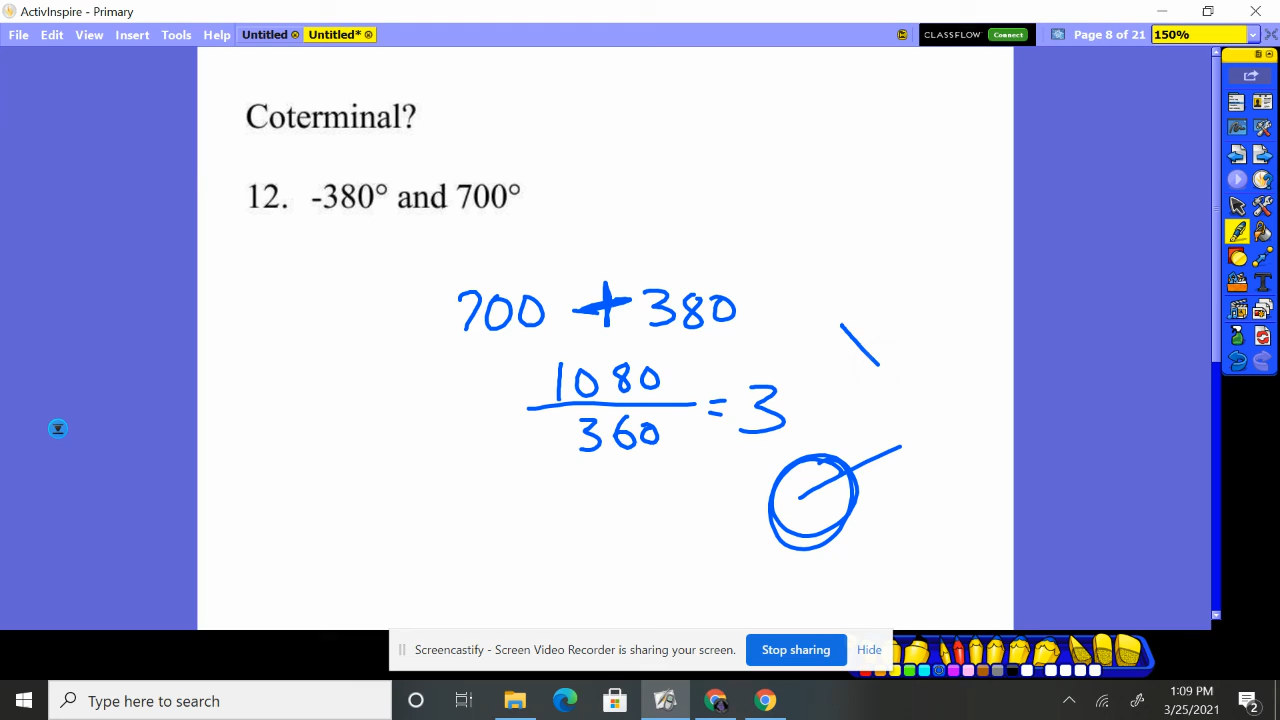 ActivInspire - Primary
File Edit View Insert Tools Help Untitled Untitled* CLASSFLOW Connect Page 8 of 21 150%
Coterminal?
12. -380° and 700°
700 + 380
1080
360
= 3
Screencastify - Screen Video Recorder is sharing your screen. Stop sharing Hide
Type here to search
1:09 PM
3/25/2021
2